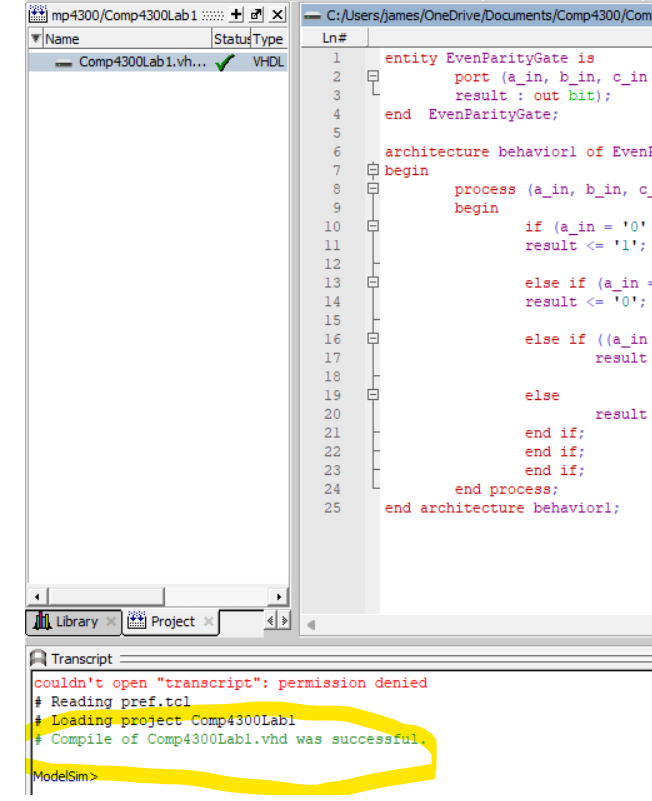 mp4300/Comp4300Lab1
Name Status Type
Comp4300Lab1.vh... VHDL
Library
Project
C:/Users/james/OneDrive/Documents/Comp4300/Com
Ln#
1 entity EvenParityGate is
2 port (a_in, b_in, c_in
3 result : out bit);
4 end EvenParityGate;
5
6 architecture behavior1 of EvenP
7 begin
8 process (a_in, b_in, c_
9 begin
10 if (a_in = '0'
11 result <= '1';
12
13 else if (a_in =
14 result <= '0';
15
16 else if ((a_in
17 result
18
19 else
20 result
21 end if;
22 end if;
23 end if;
24 end process;
25 end architecture behavior1;
Transcript
couldn't open "transcript": permission denied
# Reading pref.tcl
# Loading project Comp4300Lab1
# Compile of Comp4300Lab1.vhd was successful.
ModelSim>